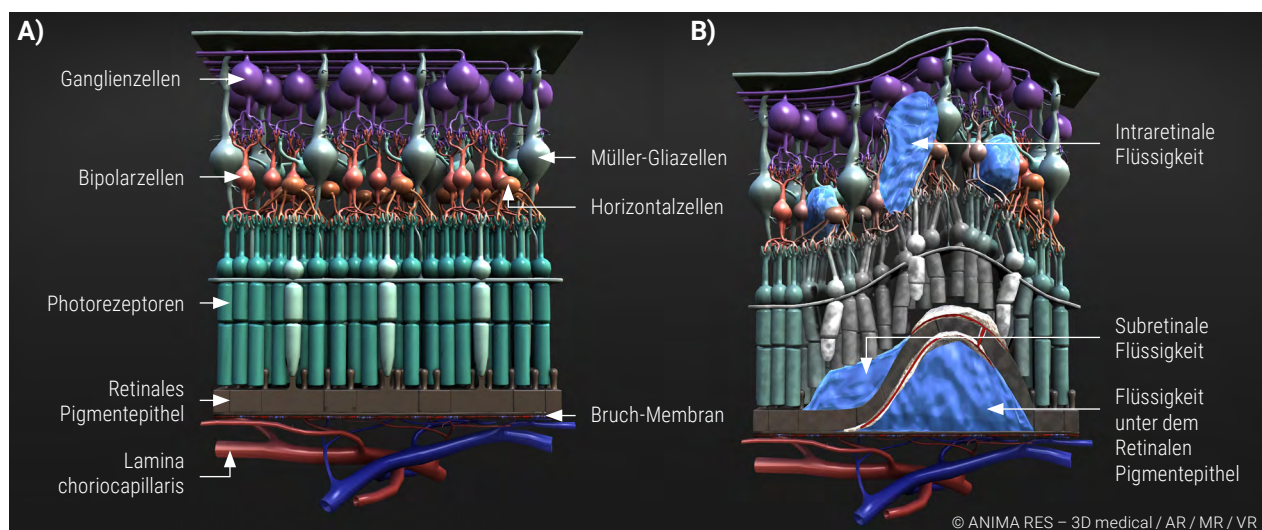 A)
Ganglienzellen
Bipolarzellen
Photorezeptoren
Retinales
Pigmentepithel
Lamina
choriocapillaris
Müller-Gliazellen
Horizontalzellen
Bruch-Membran
B)
Intraretinale
Flüssigkeit
Subretinale
Flüssigkeit
Flüssigkeit
unter dem
Retinalen
Pigmentepithel
© ANIMA RES – 3D medical / AR / MR / VR